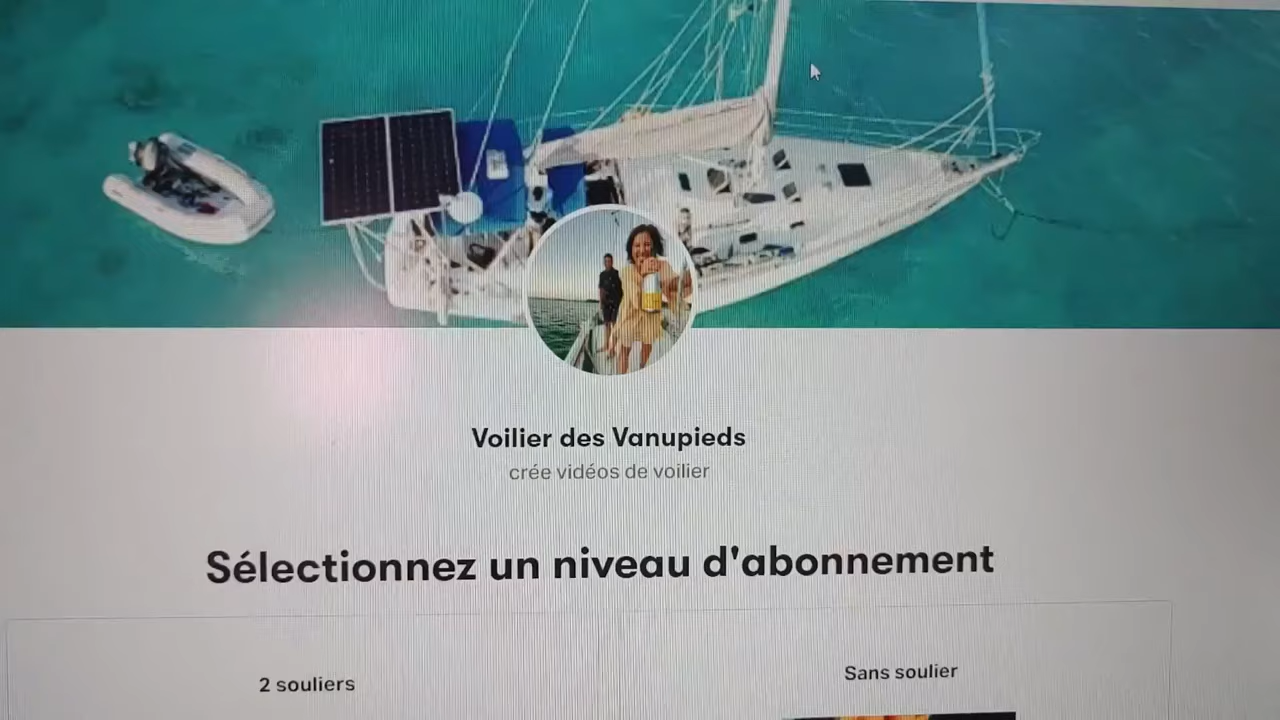 Voilier des Vanupieds
crée vidéos de voilier
Sélectionnez un niveau d'abonnement
2 souliers
Sans soulier